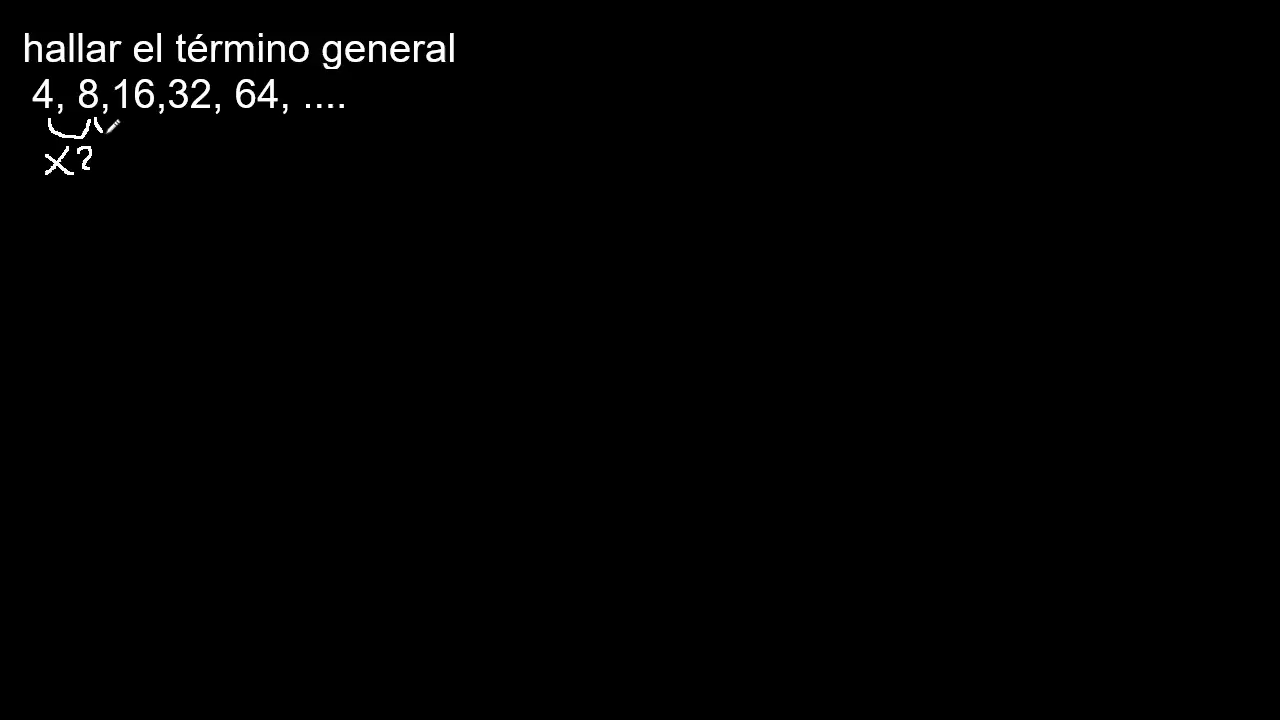 hallar el término general
4, 8,16,32, 64, ....
x2